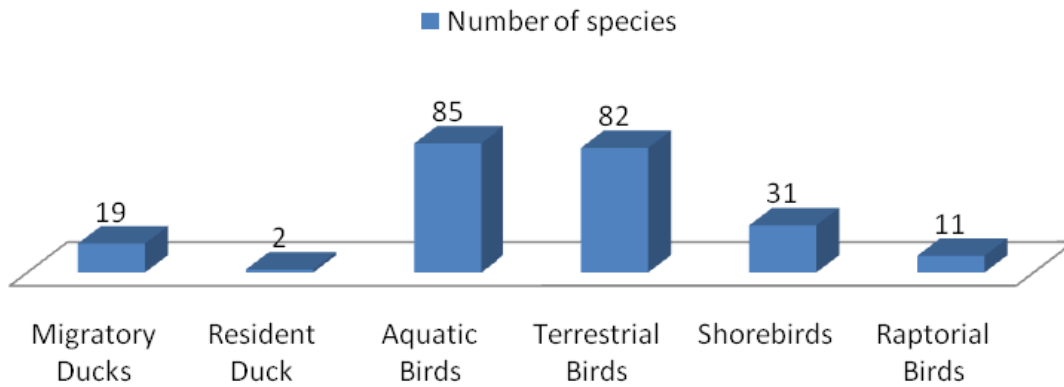 Number of species
85
82
31
19
11
2
Migratory Ducks
Resident Duck
Aquatic Birds
Terrestrial Birds
Shorebirds
Raptorial Birds